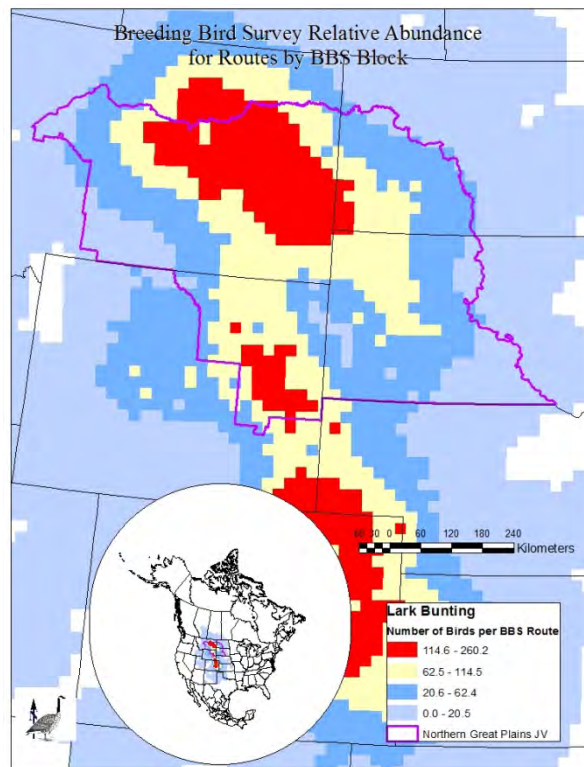 Breeding Bird Survey Relative Abundance
for Routes by BBS Block
60 30 0 60 120 180 240
Kilometers
Lark Bunting
Number of Birds per BBS Route
114.6 - 260.2
62.5 - 114.5
20.6 - 62.4
0.0 - 20.5
Northern Great Plains JV